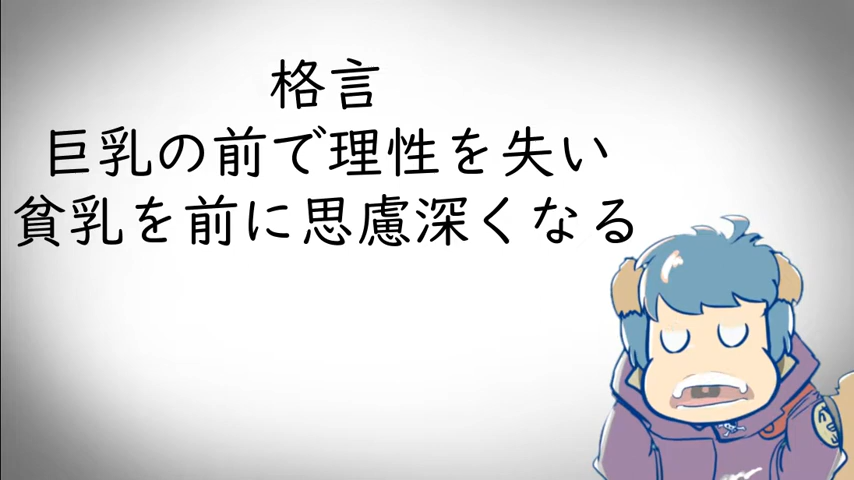 格言
巨乳の前で理性を失い
貧乳を前に思慮深くなる